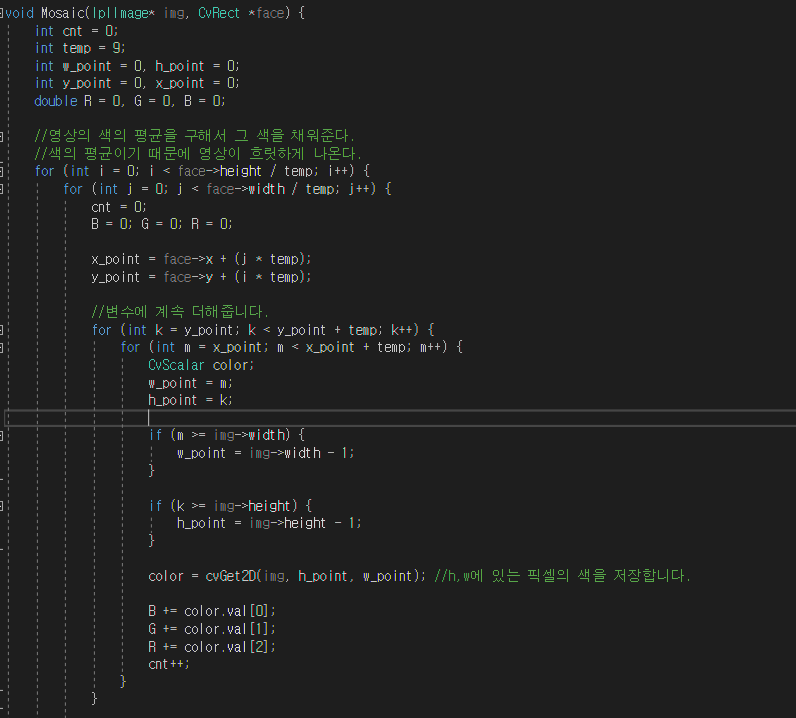 void Mosaic(IplImage* img, CvRect *face) {
int cnt = 0;
int temp = 9;
int w_point = 0, h_point = 0;
int y_point = 0, x_point = 0;
double R = 0, G = 0, B = 0;
//영상의 색의 평균을 구해서 그 색을 채워준다.
//색의 평균이기 때문에 영상이 흐릿하게 나온다.
for (int i = 0; i < face->height / temp; i++) {
for (int j = 0; j < face->width / temp; j++) {
cnt = 0;
B = 0; G = 0; R = 0;
x_point = face->x + (j * temp);
y_point = face->y + (i * temp);
//변수에 계속 더해줍니다.
for (int k = y_point; k < y_point + temp; k++) {
for (int m = x_point; m < x_point + temp; m++) {
CvScalar color;
w_point = m;
h_point = k;
if (m >= img->width) {
w_point = img->width - 1;
}
if (k >= img->height) {
h_point = img->height - 1;
}
color = cvGet2D(img, h_point, w_point); //h,w에 있는 픽셀의 색을 저장합니다.
B += color.val[0];
G += color.val[1];
R += color.val[2];
cnt++;
}
}